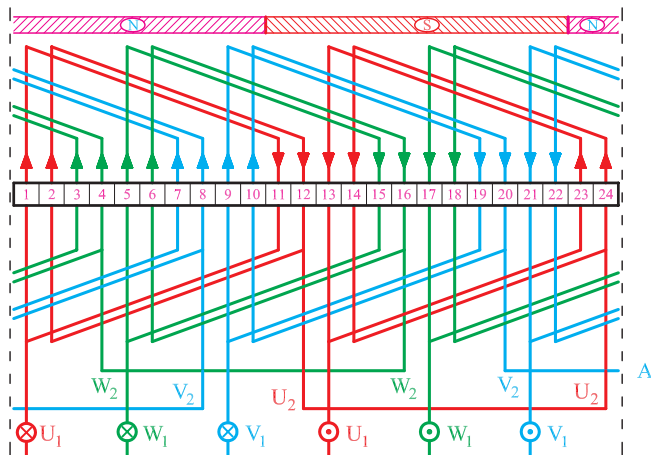 N S N
1 2 3 4 5 6 7 8 9 10 11 12 13 14 15 16 17 18 19 20 21 22 23 24
W₂ V₂ U₂ V₂ U₂ A
U₁ W₁ V₁ U₁ W₁ V₁